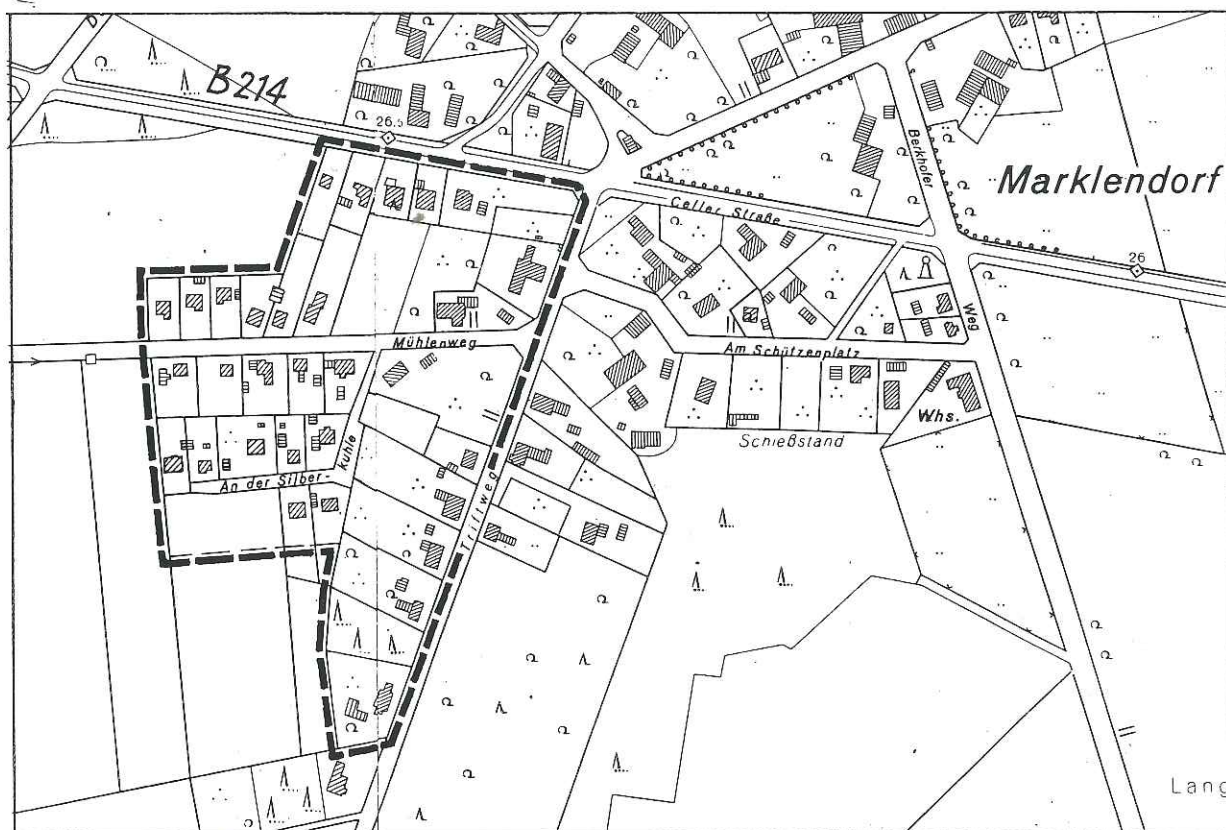 D
B214
26.5
Berkhofer
Marklendorf
Celler Straße
26
Weg
Mühlenweg
Am Schützenplatz
Whs.
Schießstand
kuhle
An der Silber-
Triftweg
Lang